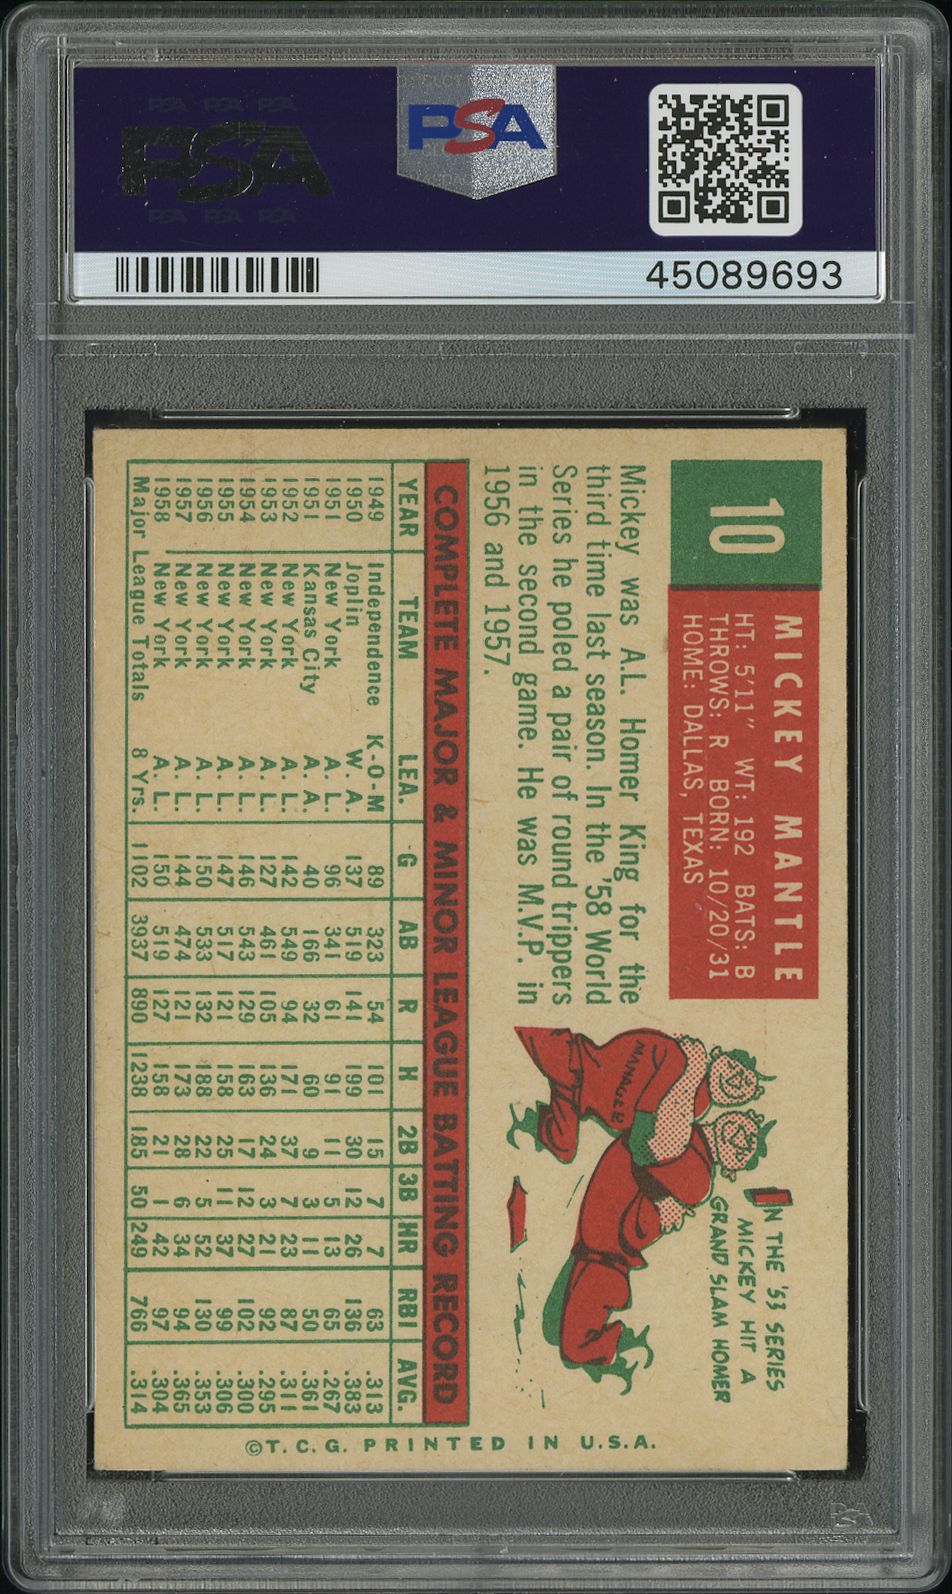 PSA PSA PSA
PSA
PSA PSA PSA
PSA
45089693
10
MICKEY MANTLE
HT: 5'11" WT: 192 BATS: B
THROWS: R BORN: 10/20/31
HOME: DALLAS, TEXAS
Mickey was A.L. Homer King for the
third time last season. In the '58 World
Series he poled a pair of round trippers
in the second game. He was M.V.P. in
1956 and 1957.
IN THE '53 SERIES
MICKEY HIT A
GRAND SLAM HOMER
MANAGER
COMPLETE MAJOR & MINOR LEAGUE BATTING RECORD
YEAR TEAM LEA. G AB R H 2B 3B HR RBI AVG.
1949 Independence K-O-M 89 323 54 101 15 7 7 63 .313
1950 Joplin W. A. 137 519 141 199 30 12 26 136 .383
1951 New York A. L. 96 341 61 91 11 5 13 65 .267
1951 Kansas City A. A. 40 166 32 60 9 3 11 50 .361
1952 New York A. L. 142 549 94 171 37 7 23 87 .311
1953 New York A. L. 127 461 105 136 24 3 21 92 .295
1954 New York A. L. 146 543 129 163 17 12 27 102 .300
1955 New York A. L. 147 517 121 158 25 11 37 99 .306
1956 New York A. L. 150 533 132 188 22 5 52 130 .353
1957 New York A. L. 144 474 121 173 28 6 34 94 .365
1958 New York A. L. 150 519 127 158 21 1 42 97 .304
Major League Totals 8 Yrs. 1102 3937 890 1238 185 50 249 766 .314
©T.C.G. PRINTED IN U.S.A.
PSA